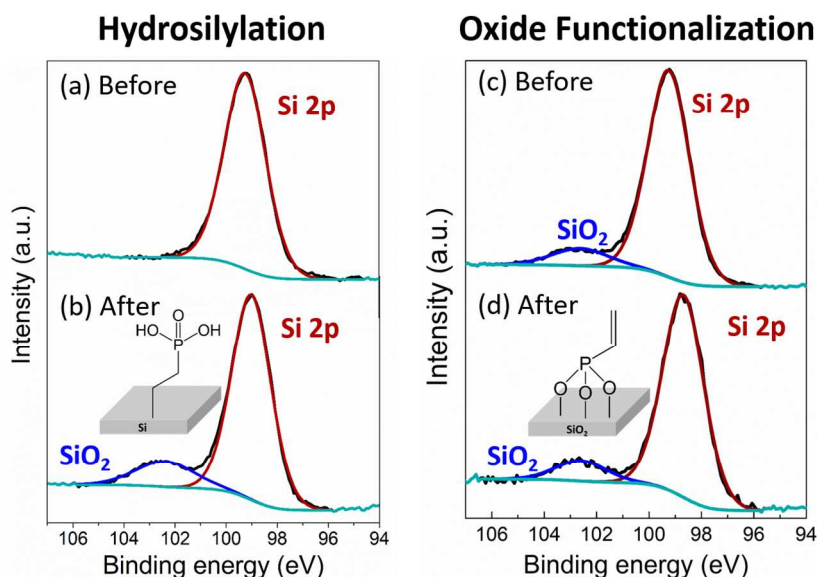 Hydrosilylation
(a) Before
Si 2p
(b) After
O
HO
P
OH
Si
Si 2p
SiO₂
106 104 102 100 98 96 94
Binding energy (eV)
Intensity (a.u.)
Oxide Functionalization
(c) Before
Si 2p
SiO₂
(d) After
P
O
O
O
SiO₂
Si 2p
SiO₂
106 104 102 100 98 96 94
Binding energy (eV)
Intensity (a.u.)